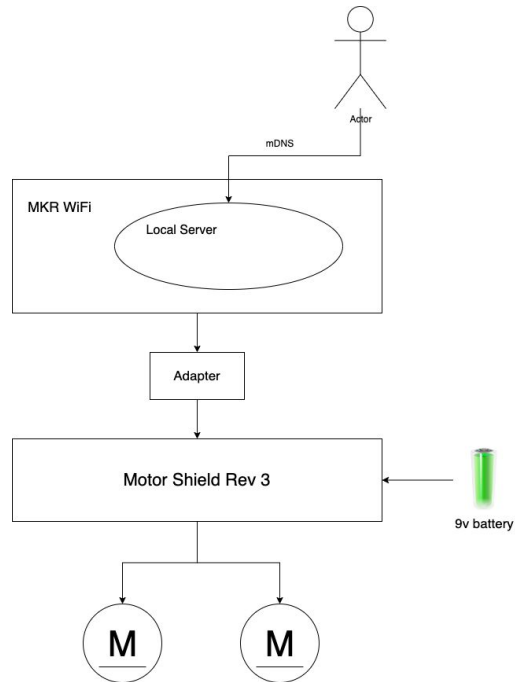 Actor
mDNS
MKR WiFi
Local Server
Adapter
Motor Shield Rev 3
9v battery
M
M